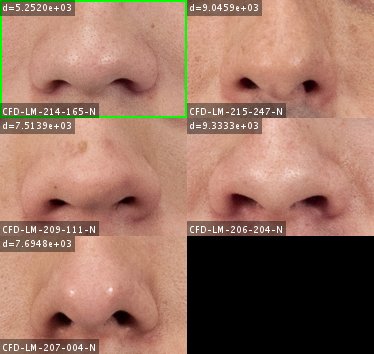 d=5.2520e+03
d=9.0459e+03
CFD-LM-214-165-N
CFD-LM-215-247-N
d=7.5139e+03
d=9.3333e+03
CFD-LM-209-111-N
CFD-LM-206-204-N
d=7.6948e+03
CFD-LM-207-004-N